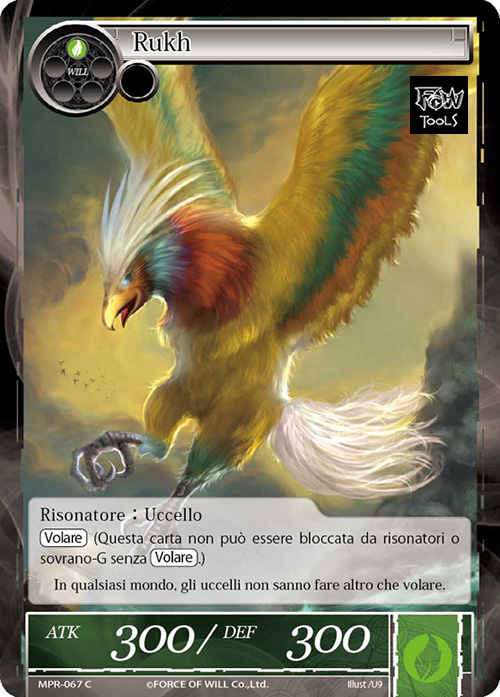 Rukh
WILL
FOW
TOOLS
Risonatore : Uccello
Volare (Questa carta non può essere bloccata da risonatori o
sovrano-G senza Volare.)
In qualsiasi mondo, gli uccelli non sanno fare altro che volare.
ATK 300 / DEF 300
MPR-067 C ©FORCE OF WILL Co.,Ltd. Illust/U9